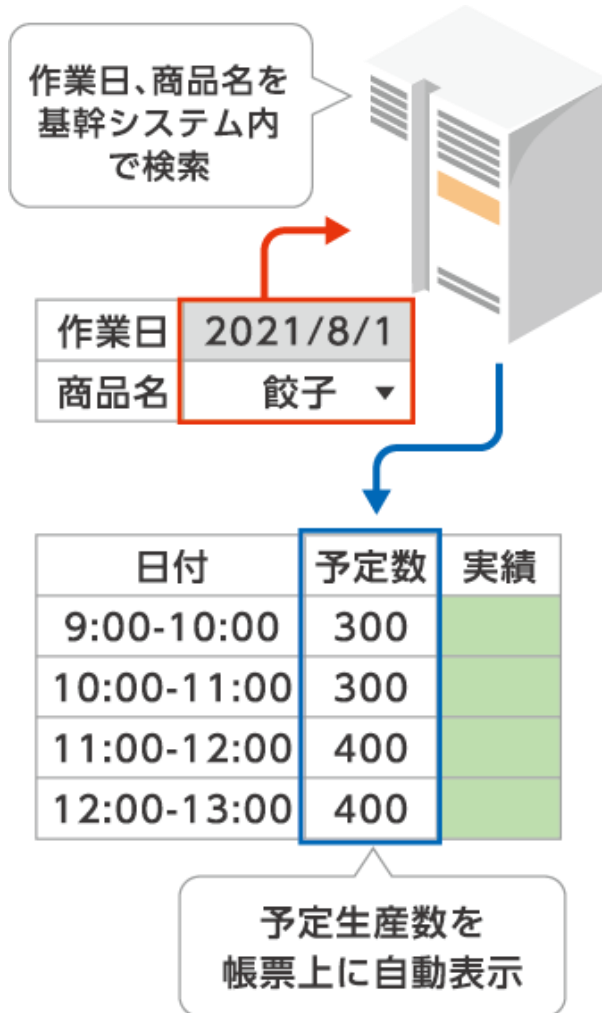 作業日、商品名を
基幹システム内
で検索
作業日 2021/8/1
商品名 餃子 ▼
日付 予定数 実績
9:00-10:00 300
10:00-11:00 300
11:00-12:00 400
12:00-13:00 400
予定生産数を
帳票上に自動表示